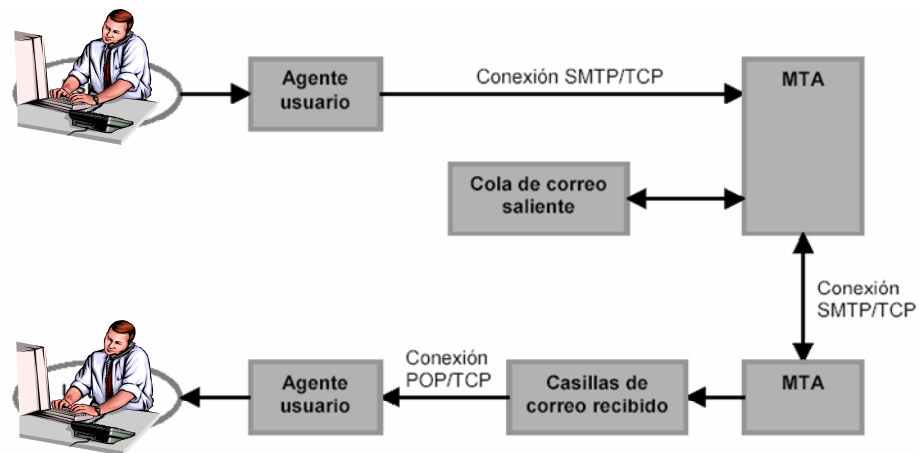 Agente
usuario
Conexión SMTP/TCP
MTA
Cola de correo
saliente
Conexión
SMTP/TCP
Agente
usuario
Conexión
POP/TCP
Casillas de
correo recibido
MTA